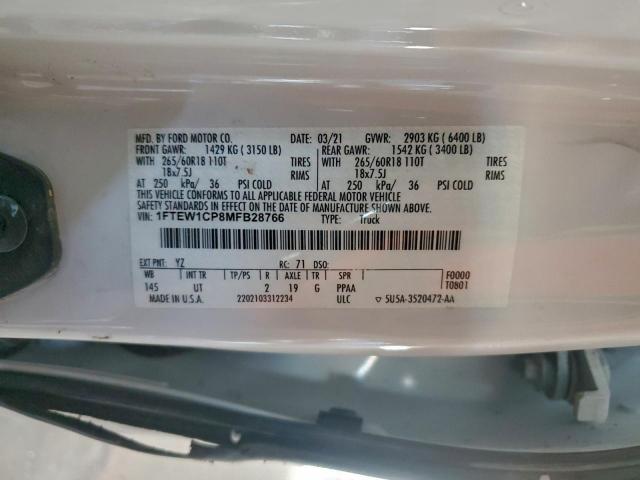 MFD. BY FORD MOTOR CO. DATE: 03/21 GVWR: 2903 KG ( 6400 LB)
FRONT GAWR: 1429 KG ( 3150 LB) REAR GAWR: 1542 KG ( 3400 LB)
WITH 265/60R18 110T TIRES WITH 265/60R18 110T TIRES
18x7.5J RIMS 18x7.5J RIMS
AT 250 kPa/ 36 PSI COLD AT 250 kPa/ 36 PSI COLD
THIS VEHICLE CONFORMS TO ALL APPLICABLE FEDERAL MOTOR VEHICLE
SAFETY STANDARDS IN EFFECT ON THE DATE OF MANUFACTURE SHOWN ABOVE.
VIN: 1FTEW1CP8MFB28766 TYPE: Truck
EXT PNT: YZ RC: 71 DSO:
WB INT TR TP/PS R AXLE TR SPR F0000
145 UT 2 19 G PPAA T0801
MADE IN U.S.A. 2202103312234 ULC ▽ 5U5A-3520472-AA